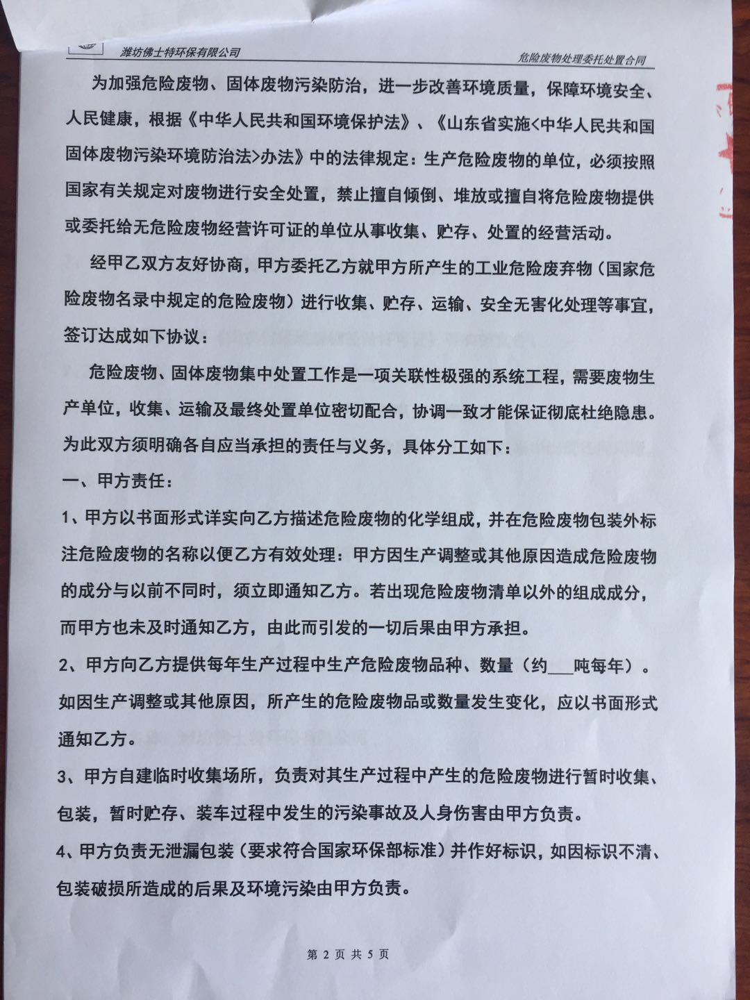 潍坊佛士特环保有限公司
危险废物处理委托处置合同
为加强危险废物、固体废物污染防治，进一步改善环境质量，保障环境安全、
人民健康，根据《中华人民共和国环境保护法》、《山东省实施<中华人民共和国
固体废物污染环境防治法>办法》中的法律规定：生产危险废物的单位，必须按照
国家有关规定对废物进行安全处置，禁止擅自倾倒、堆放或擅自将危险废物提供
或委托给无危险废物经营许可证的单位从事收集、贮存、处置的经营活动。
经甲乙双方友好协商，甲方委托乙方就甲方所产生的工业危险废弃物（国家危
险废物名录中规定的危险废物）进行收集、贮存、运输、安全无害化处理等事宜，
签订达成如下协议：
危险废物、固体废物集中处置工作是一项关联性极强的系统工程，需要废物生
产单位，收集、运输及最终处置单位密切配合，协调一致才能保证彻底杜绝隐患。
为此双方须明确各自应当承担的责任与义务，具体分工如下：
一、甲方责任：
1、甲方以书面形式详实向乙方描述危险废物的化学组成，并在危险废物包装外标
注危险废物的名称以便乙方有效处理：甲方因生产调整或其他原因造成危险废物
的成分与以前不同时，须立即通知乙方。若出现危险废物清单以外的组成成分，
而甲方也未及时通知乙方，由此而引发的一切后果由甲方承担。
2、甲方向乙方提供每年生产过程中生产危险废物品种、数量（约___吨每年）。
如因生产调整或其他原因，所产生的危险废物品或数量发生变化，应以书面形式
通知乙方。
3、甲方自建临时收集场所，负责对其生产过程中产生的危险废物进行暂时收集、
包装，暂时贮存、装车过程中发生的污染事故及人身伤害由甲方负责。
4、甲方负责无泄漏包装（要求符合国家环保部标准）并作好标识，如因标识不清、
包装破损所造成的后果及环境污染由甲方负责。
第 2 页 共 5 页